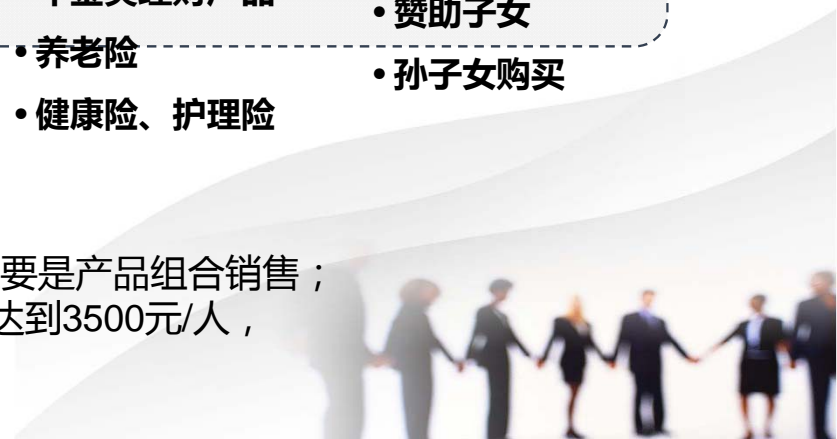 • 赞助子女
• 养老险
• 孙子女购买
• 健康险、护理险
要是产品组合销售；
达到3500元/人，